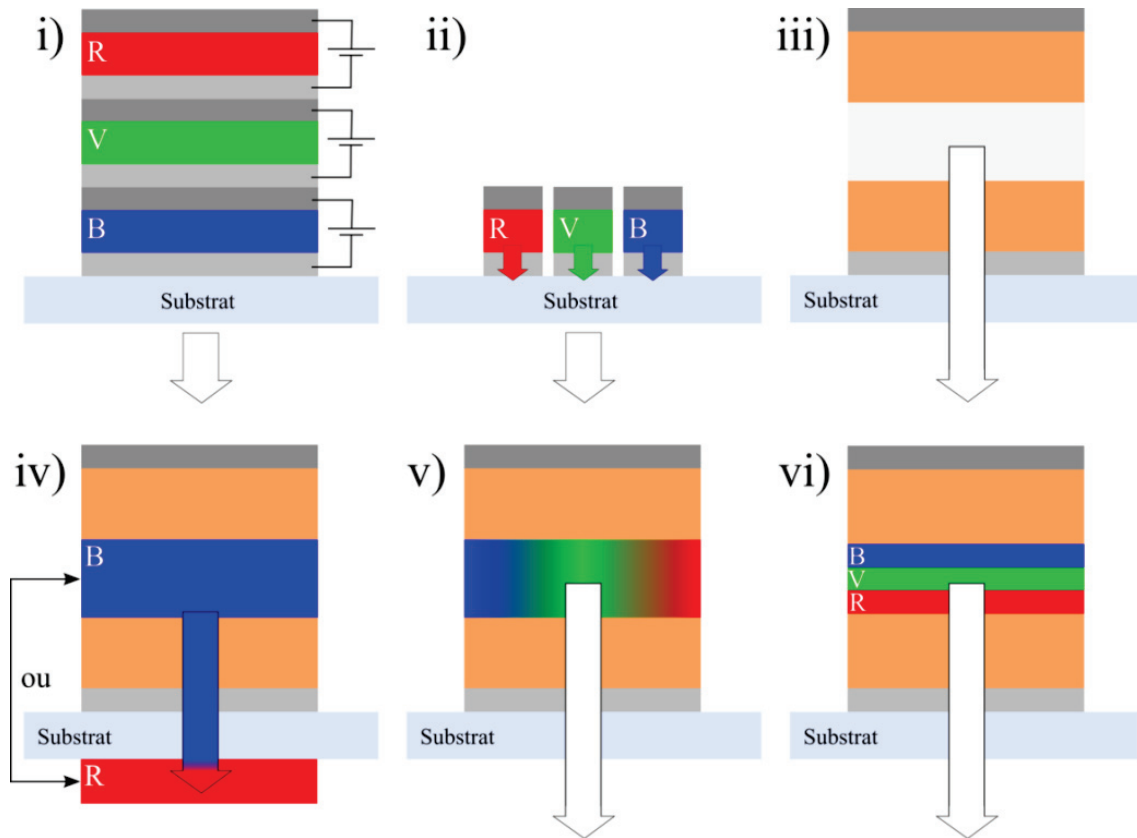 i)
R
V
B
Substrat
ii)
R
V
B
Substrat
iii)
Substrat
iv)
B
ou
Substrat
R
v)
Substrat
vi)
B
V
R
Substrat